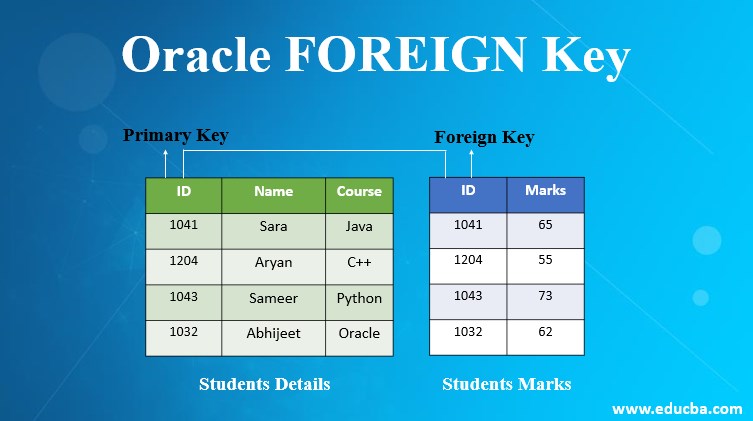 Oracle FOREIGN Key
Primary Key
Foreign Key
ID Name Course
1041 Sara Java
1204 Aryan C++
1043 Sameer Python
1032 Abhijeet Oracle
Students Details
ID Marks
1041 65
1204 55
1043 73
1032 62
Students Marks
www.educba.com